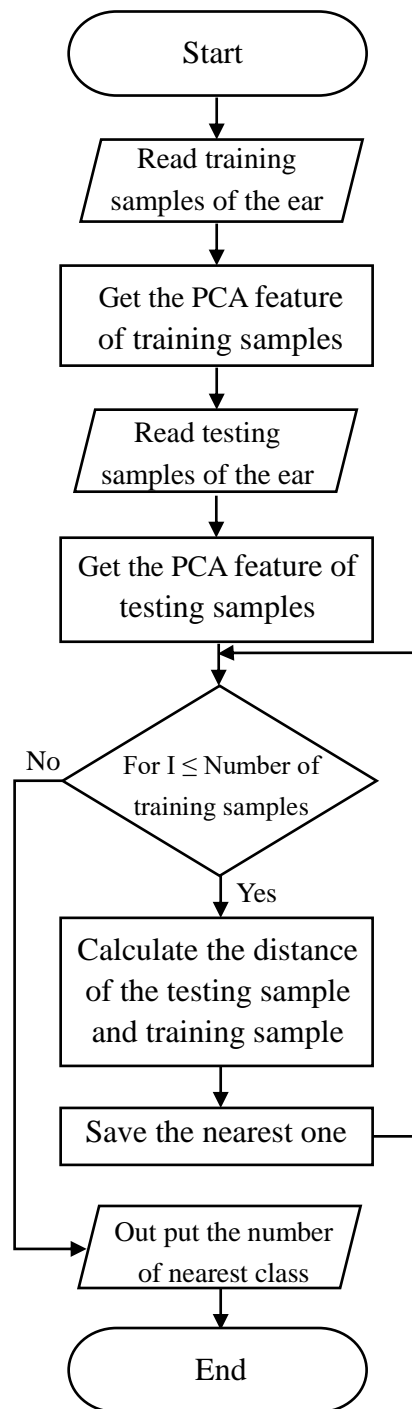 Start
Read training
samples of the ear
Get the PCA feature
of training samples
Read testing
samples of the ear
Get the PCA feature of
testing samples
No
For I ≤ Number of
training samples
Yes
Calculate the distance
of the testing sample
and training sample
Save the nearest one
Out put the number
of nearest class
End